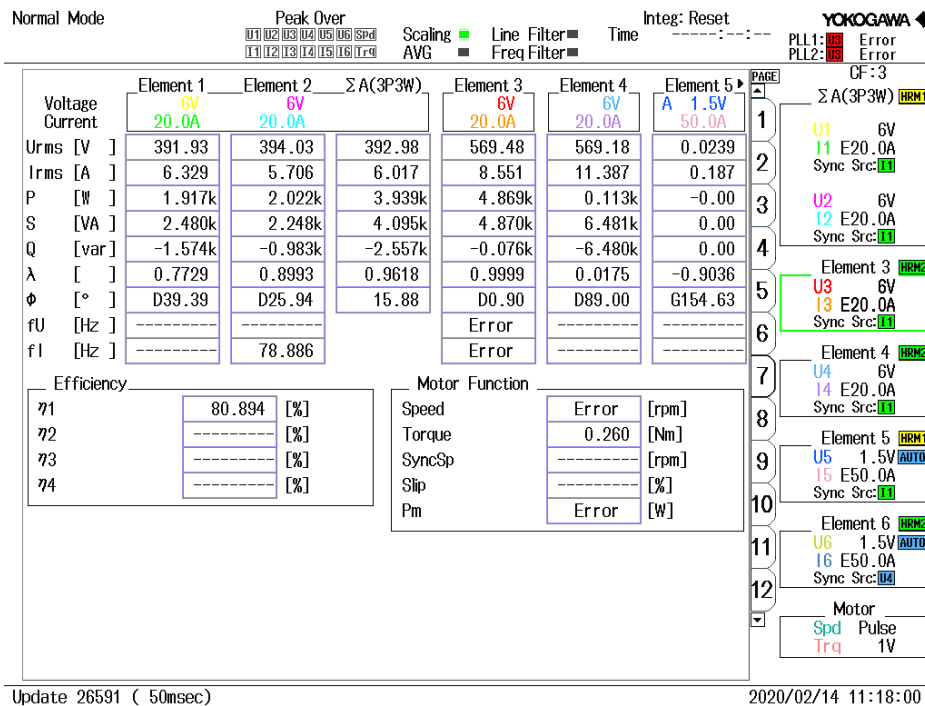 Normal Mode
Peak Over
U1 U2 U3 U4 U5 U6 Spd
I1 I2 I3 I4 I5 I6 Trq
Scaling
AVG
Line Filter
Freq Filter
Integ: Reset
Time -----:--:--
YOKOGAWA
PLL1: U3 Error
PLL2: U3 Error
CF:3
Element 1 Element 2 ΣA(3P3W) Element 3 Element 4 Element 5
Voltage 6V 6V 6V 6V A 1.5V
Current 20.0A 20.0A 20.0A 20.0A 50.0A
Urms [V ] 391.93 394.03 392.98 569.48 569.18 0.0239
Irms [A ] 6.329 5.706 6.017 8.551 11.387 0.187
P [W ] 1.917k 2.022k 3.939k 4.869k 0.113k -0.00
S [VA ] 2.480k 2.248k 4.095k 4.870k 6.481k 0.00
Q [var] -1.574k -0.983k -2.557k -0.076k -6.480k 0.00
λ [ ] 0.7729 0.8993 0.9618 0.9999 0.0175 -0.9036
Φ [° ] D39.39 D25.94 15.88 D0.90 D89.00 G154.63
fU [Hz ] --------- --------- Error --------- ---------
fI [Hz ] --------- 78.886 Error --------- ---------
Efficiency
η1 80.894 [%]
η2 --------- [%]
η3 --------- [%]
η4 --------- [%]
Motor Function
Speed Error [rpm]
Torque 0.260 [Nm]
SyncSp --------- [rpm]
Slip --------- [%]
Pm Error [W]
PAGE
1
2
3
4
5
6
7
8
9
10
11
12
ΣA(3P3W) HRM1
U1 6V
I1 E20.0A
Sync Src:I1
U2 6V
I2 E20.0A
Sync Src:I1
Element 3 HRM2
U3 6V
I3 E20.0A
Sync Src:I1
Element 4 HRM2
U4 6V
I4 E20.0A
Sync Src:I1
Element 5 HRM1
U5 1.5V AUTO
I5 E50.0A
Sync Src:I1
Element 6 HRM2
U6 1.5V AUTO
I6 E50.0A
Sync Src:U4
Motor
Spd Pulse
Trq 1V
Update 26591 ( 50msec)
2020/02/14 11:18:00